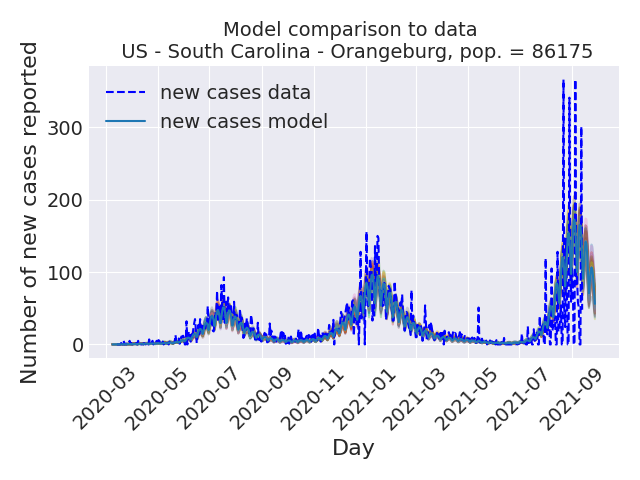 Model comparison to data
US - South Carolina - Orangeburg, pop. = 86175
Number of new cases reported
new cases data
new cases model
300
200
100
0
2020-03
2020-05
2020-07
2020-09
2020-11
2021-01
2021-03
2021-05
2021-07
2021-09
Day